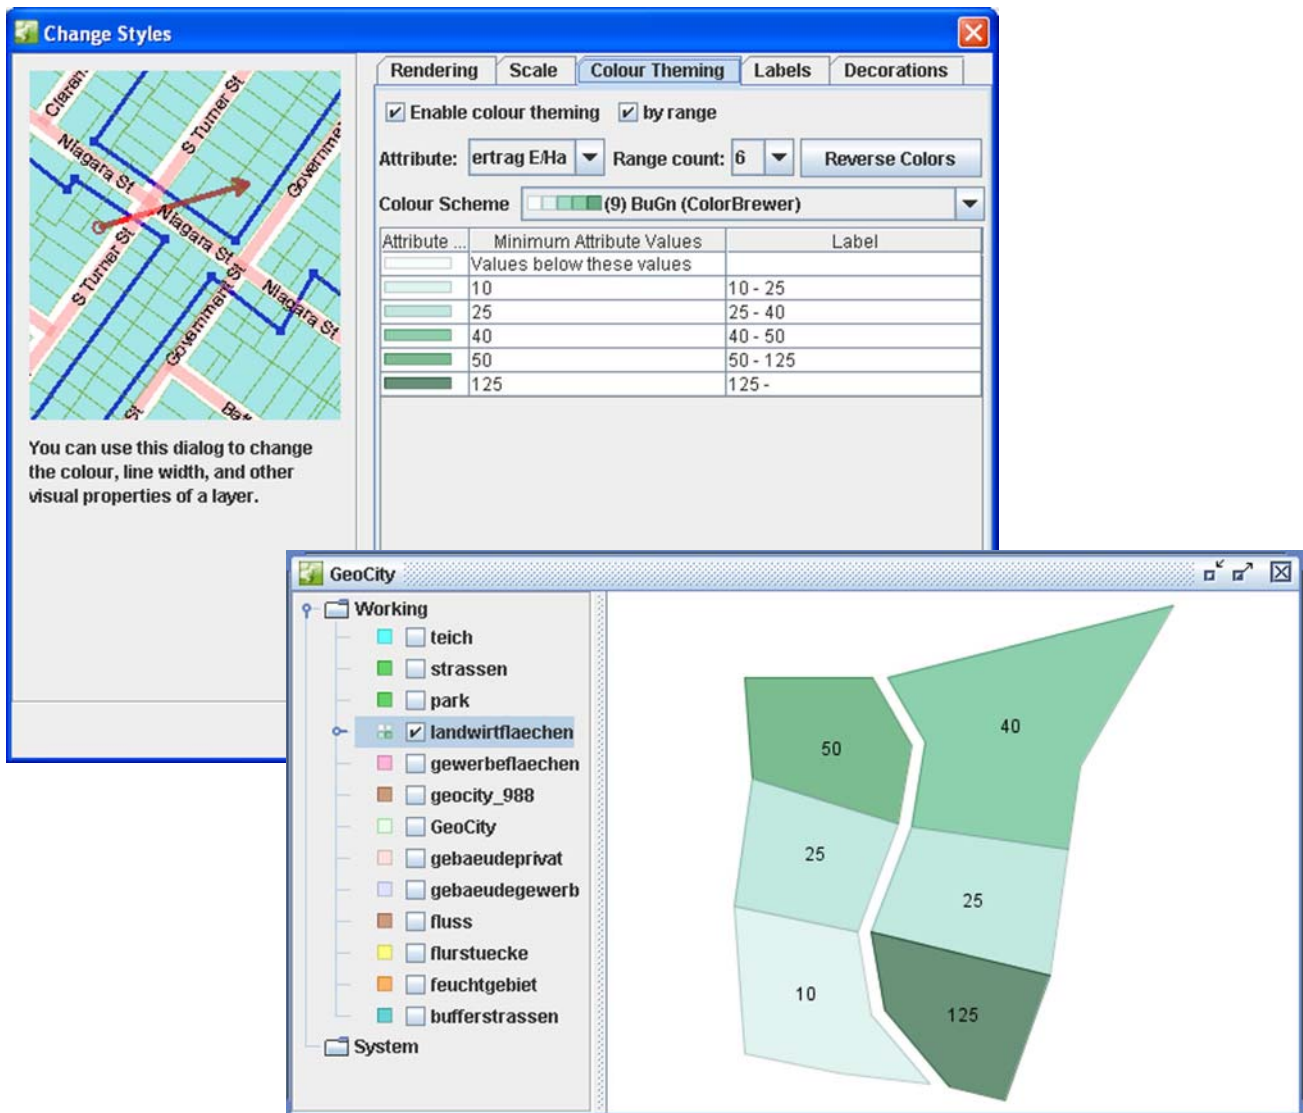 Change Styles
Rendering Scale Colour Theming Labels Decorations
Enable colour theming by range
Attribute: ertrag E/Ha Range count: 6 Reverse Colors
Colour Scheme (9) BuGn (ColorBrewer)
Attribute ... Minimum Attribute Values Label
Values below these values
10 10 - 25
25 25 - 40
40 40 - 50
50 50 - 125
125 125 -
S Turner St
Niagara St
Niagara St
Niagara St
S Turner St
Government St
You can use this dialog to change
the colour, line width, and other
visual properties of a layer.
GeoCity
Working
teich
strassen
park
landwirtflaechen
gewerbeflaechen
geocity_988
GeoCity
gebaeudeprivat
gebaeudegewerb
fluss
flurstuecke
feuchtgebiet
bufferstrassen
System
50
40
25
25
10
125